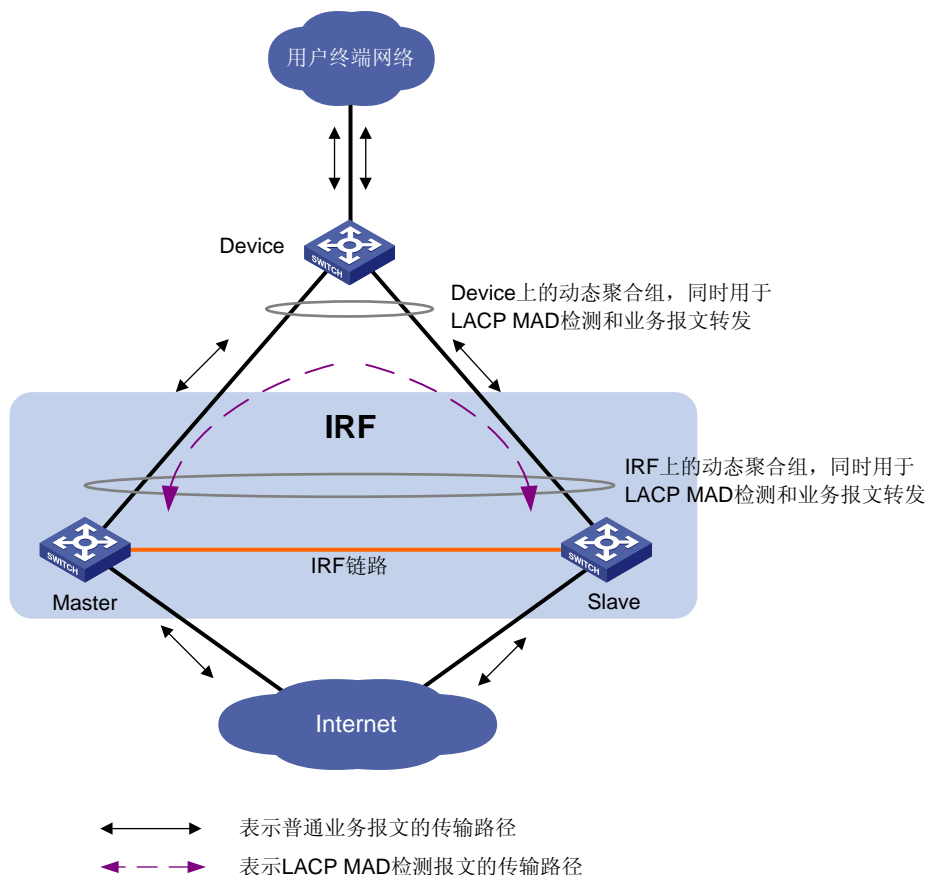 用户终端网络
Device
SWITCH
Device上的动态聚合组，同时用于
LACP MAD检测和业务报文转发
IRF
IRF上的动态聚合组，同时用于
LACP MAD检测和业务报文转发
SWITCH
SWITCH
IRF链路
Master
Slave
Internet
表示普通业务报文的传输路径
表示LACP MAD检测报文的传输路径